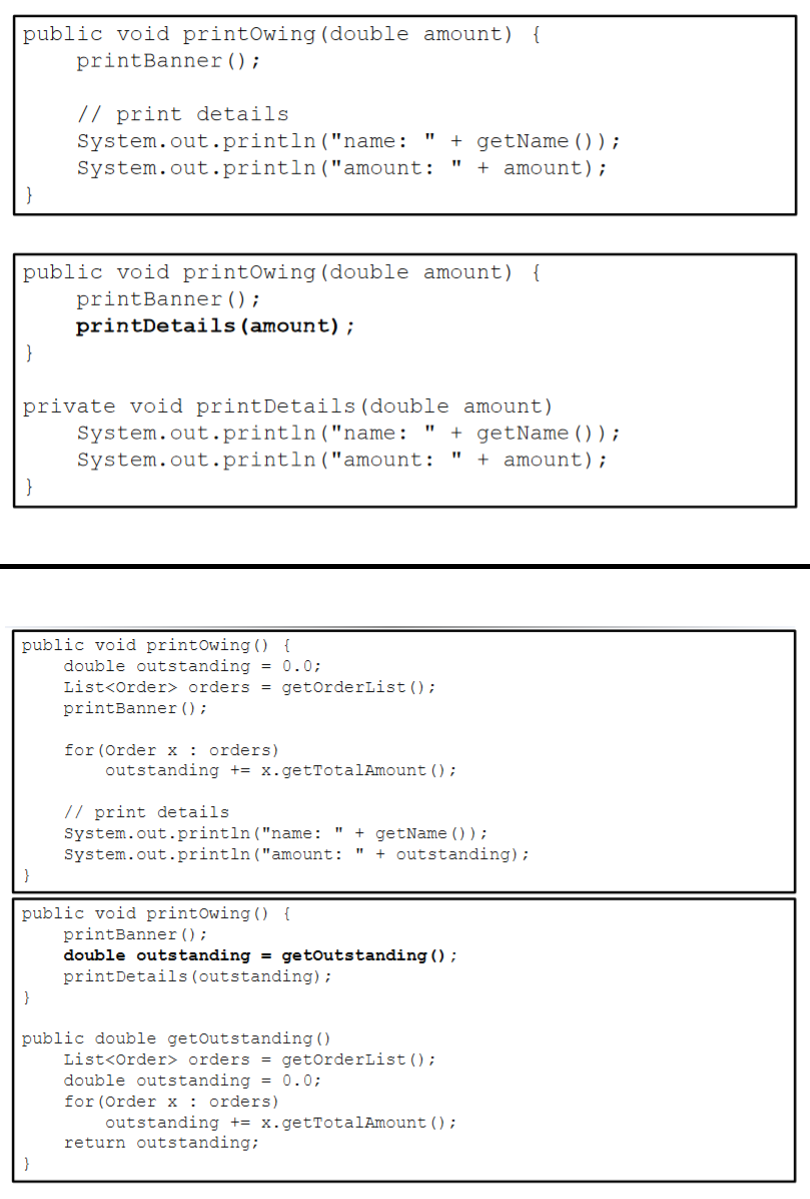 public void printOwing(double amount) {
    printBanner();

    // print details
    System.out.println("name: " + getName());
    System.out.println("amount: " + amount);
}

public void printOwing(double amount) {
    printBanner();
    printDetails(amount);
}

private void printDetails(double amount)
    System.out.println("name: " + getName());
    System.out.println("amount: " + amount);
}

public void printOwing() {
    double outstanding = 0.0;
    List<Order> orders = getOrderList();
    printBanner();

    for(Order x : orders)
        outstanding += x.getTotalAmount();

    // print details
    System.out.println("name: " + getName());
    System.out.println("amount: " + outstanding);
}

public void printOwing() {
    printBanner();
    double outstanding = getOutstanding();
    printDetails(outstanding);
}

public double getOutstanding()
    List<Order> orders = getOrderList();
    double outstanding = 0.0;
    for(Order x : orders)
        outstanding += x.getTotalAmount();
    return outstanding;
}